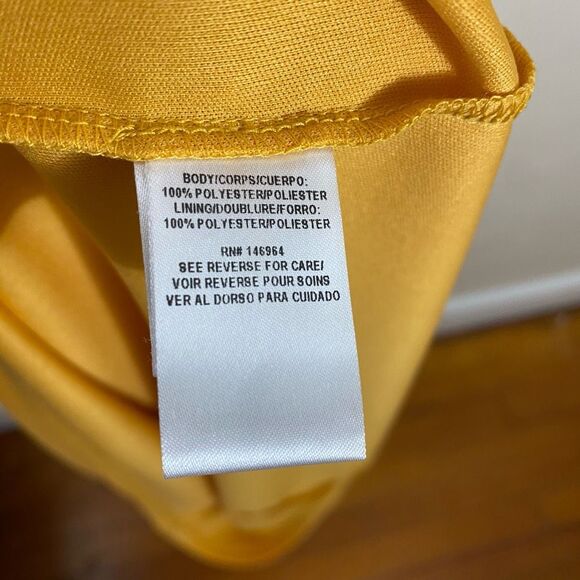 BODY/CORPS/CUERPO:
100% POLYESTER/POLIESTER
LINING/DOUBLURE/FORRO:
100% POLYESTER/POLIESTER
RN# 146964
SEE REVERSE FOR CARE/
VOIR REVERSE POUR SOINS
VER AL DORSO PARA CUIDADO